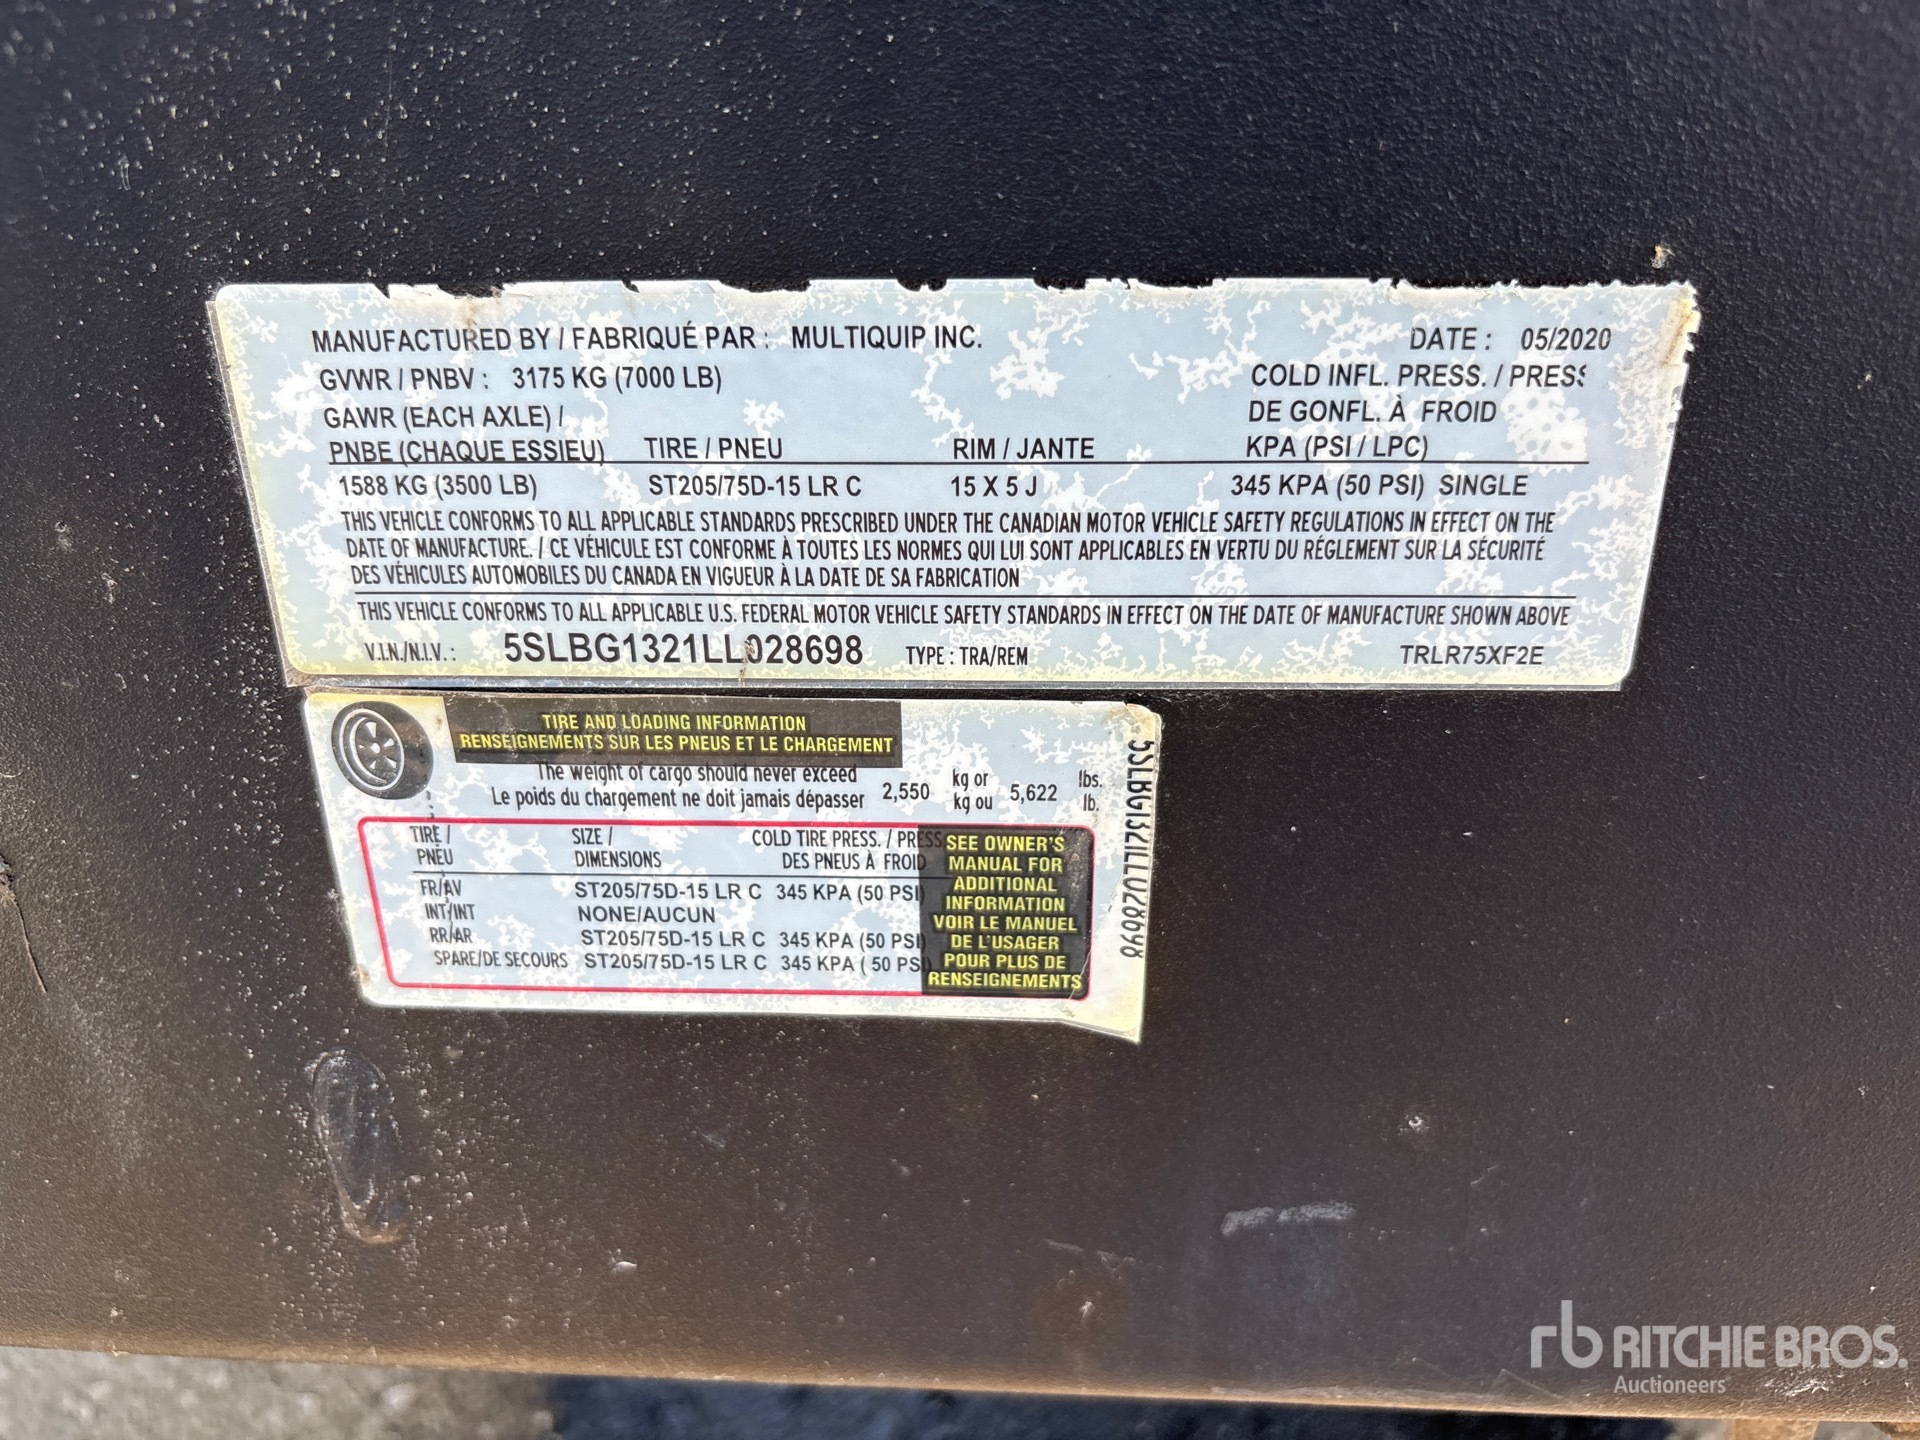 MANUFACTURED BY / FABRIQUÉ PAR : MULTIQUIP INC. DATE : 05/2020
GVWR / PNBV : 3175 KG (7000 LB) COLD INFL. PRESS. / PRESS
GAWR (EACH AXLE) / DE GONFL. À FROID
PNBE (CHAQUE ESSIEU) TIRE / PNEU RIM / JANTE KPA (PSI / LPC)
1588 KG (3500 LB) ST205/75D-15 LR C 15 X 5 J 345 KPA (50 PSI) SINGLE
THIS VEHICLE CONFORMS TO ALL APPLICABLE STANDARDS PRESCRIBED UNDER THE CANADIAN MOTOR VEHICLE SAFETY REGULATIONS IN EFFECT ON THE
DATE OF MANUFACTURE. / CE VÉHICULE EST CONFORME À TOUTES LES NORMES QUI LUI SONT APPLICABLES EN VERTU DU RÉGLEMENT SUR LA SÉCURITÉ
DES VÉHICULES AUTOMOBILES DU CANADA EN VIGUEUR À LA DATE DE SA FABRICATION
THIS VEHICLE CONFORMS TO ALL APPLICABLE U.S. FEDERAL MOTOR VEHICLE SAFETY STANDARDS IN EFFECT ON THE DATE OF MANUFACTURE SHOWN ABOVE
V.I.N./N.I.V. : 5SLBG1321LL028698 TYPE : TRA/REM TRLR75XF2E
TIRE AND LOADING INFORMATION
RENSEIGNEMENTS SUR LES PNEUS ET LE CHARGEMENT
The weight of cargo should never exceed kg or lbs.
Le poids du chargement ne doit jamais dépasser 2,550 kg ou 5,622 lb.
TIRE / SIZE / COLD TIRE PRESS. / PRESS
PNEU DIMENSIONS DES PNEUS À FROID
FR/AV ST205/75D-15 LR C 345 KPA (50 PSI)
INT/INT NONE/AUCUN
RR/AR ST205/75D-15 LR C 345 KPA (50 PSI)
SPARE/DE SECOURS ST205/75D-15 LR C 345 KPA ( 50 PSI)
SEE OWNER'S
MANUAL FOR
ADDITIONAL
INFORMATION
VOIR LE MANUEL
DE L'USAGER
POUR PLUS DE
RENSEIGNEMENTS
5SLBG1321LL028698
rb RITCHIE BROS.
Auctioneers